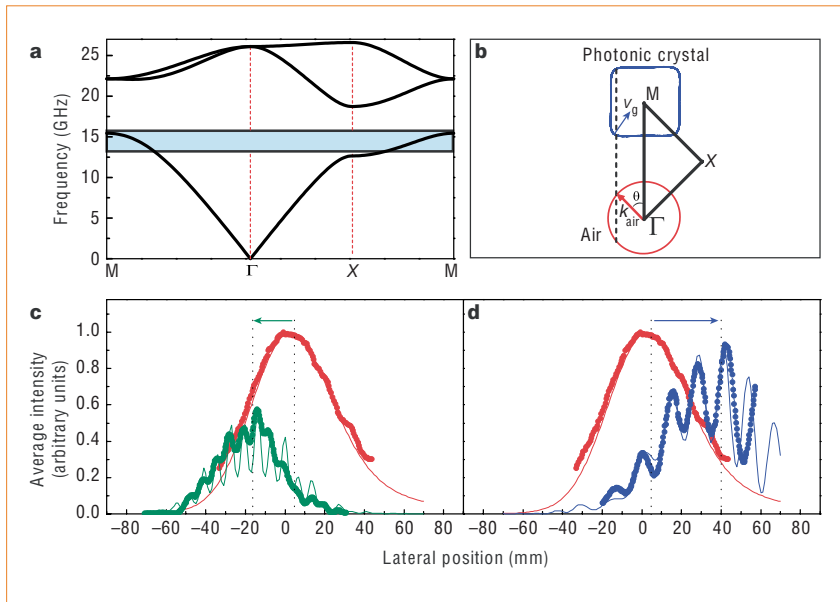 a
Frequency (GHz)
25
20
15
10
5
0
M
Γ
X
M
b
Photonic crystal
M
vg
X
θ
kair
Γ
Air
c
d
Average intensity
(arbitrary units)
1.0
0.8
0.6
0.4
0.2
0.0
−80 −60 −40 −20 0 20 40 60 80
−80 −60 −40 −20 0 20 40 60 80
Lateral position (mm)